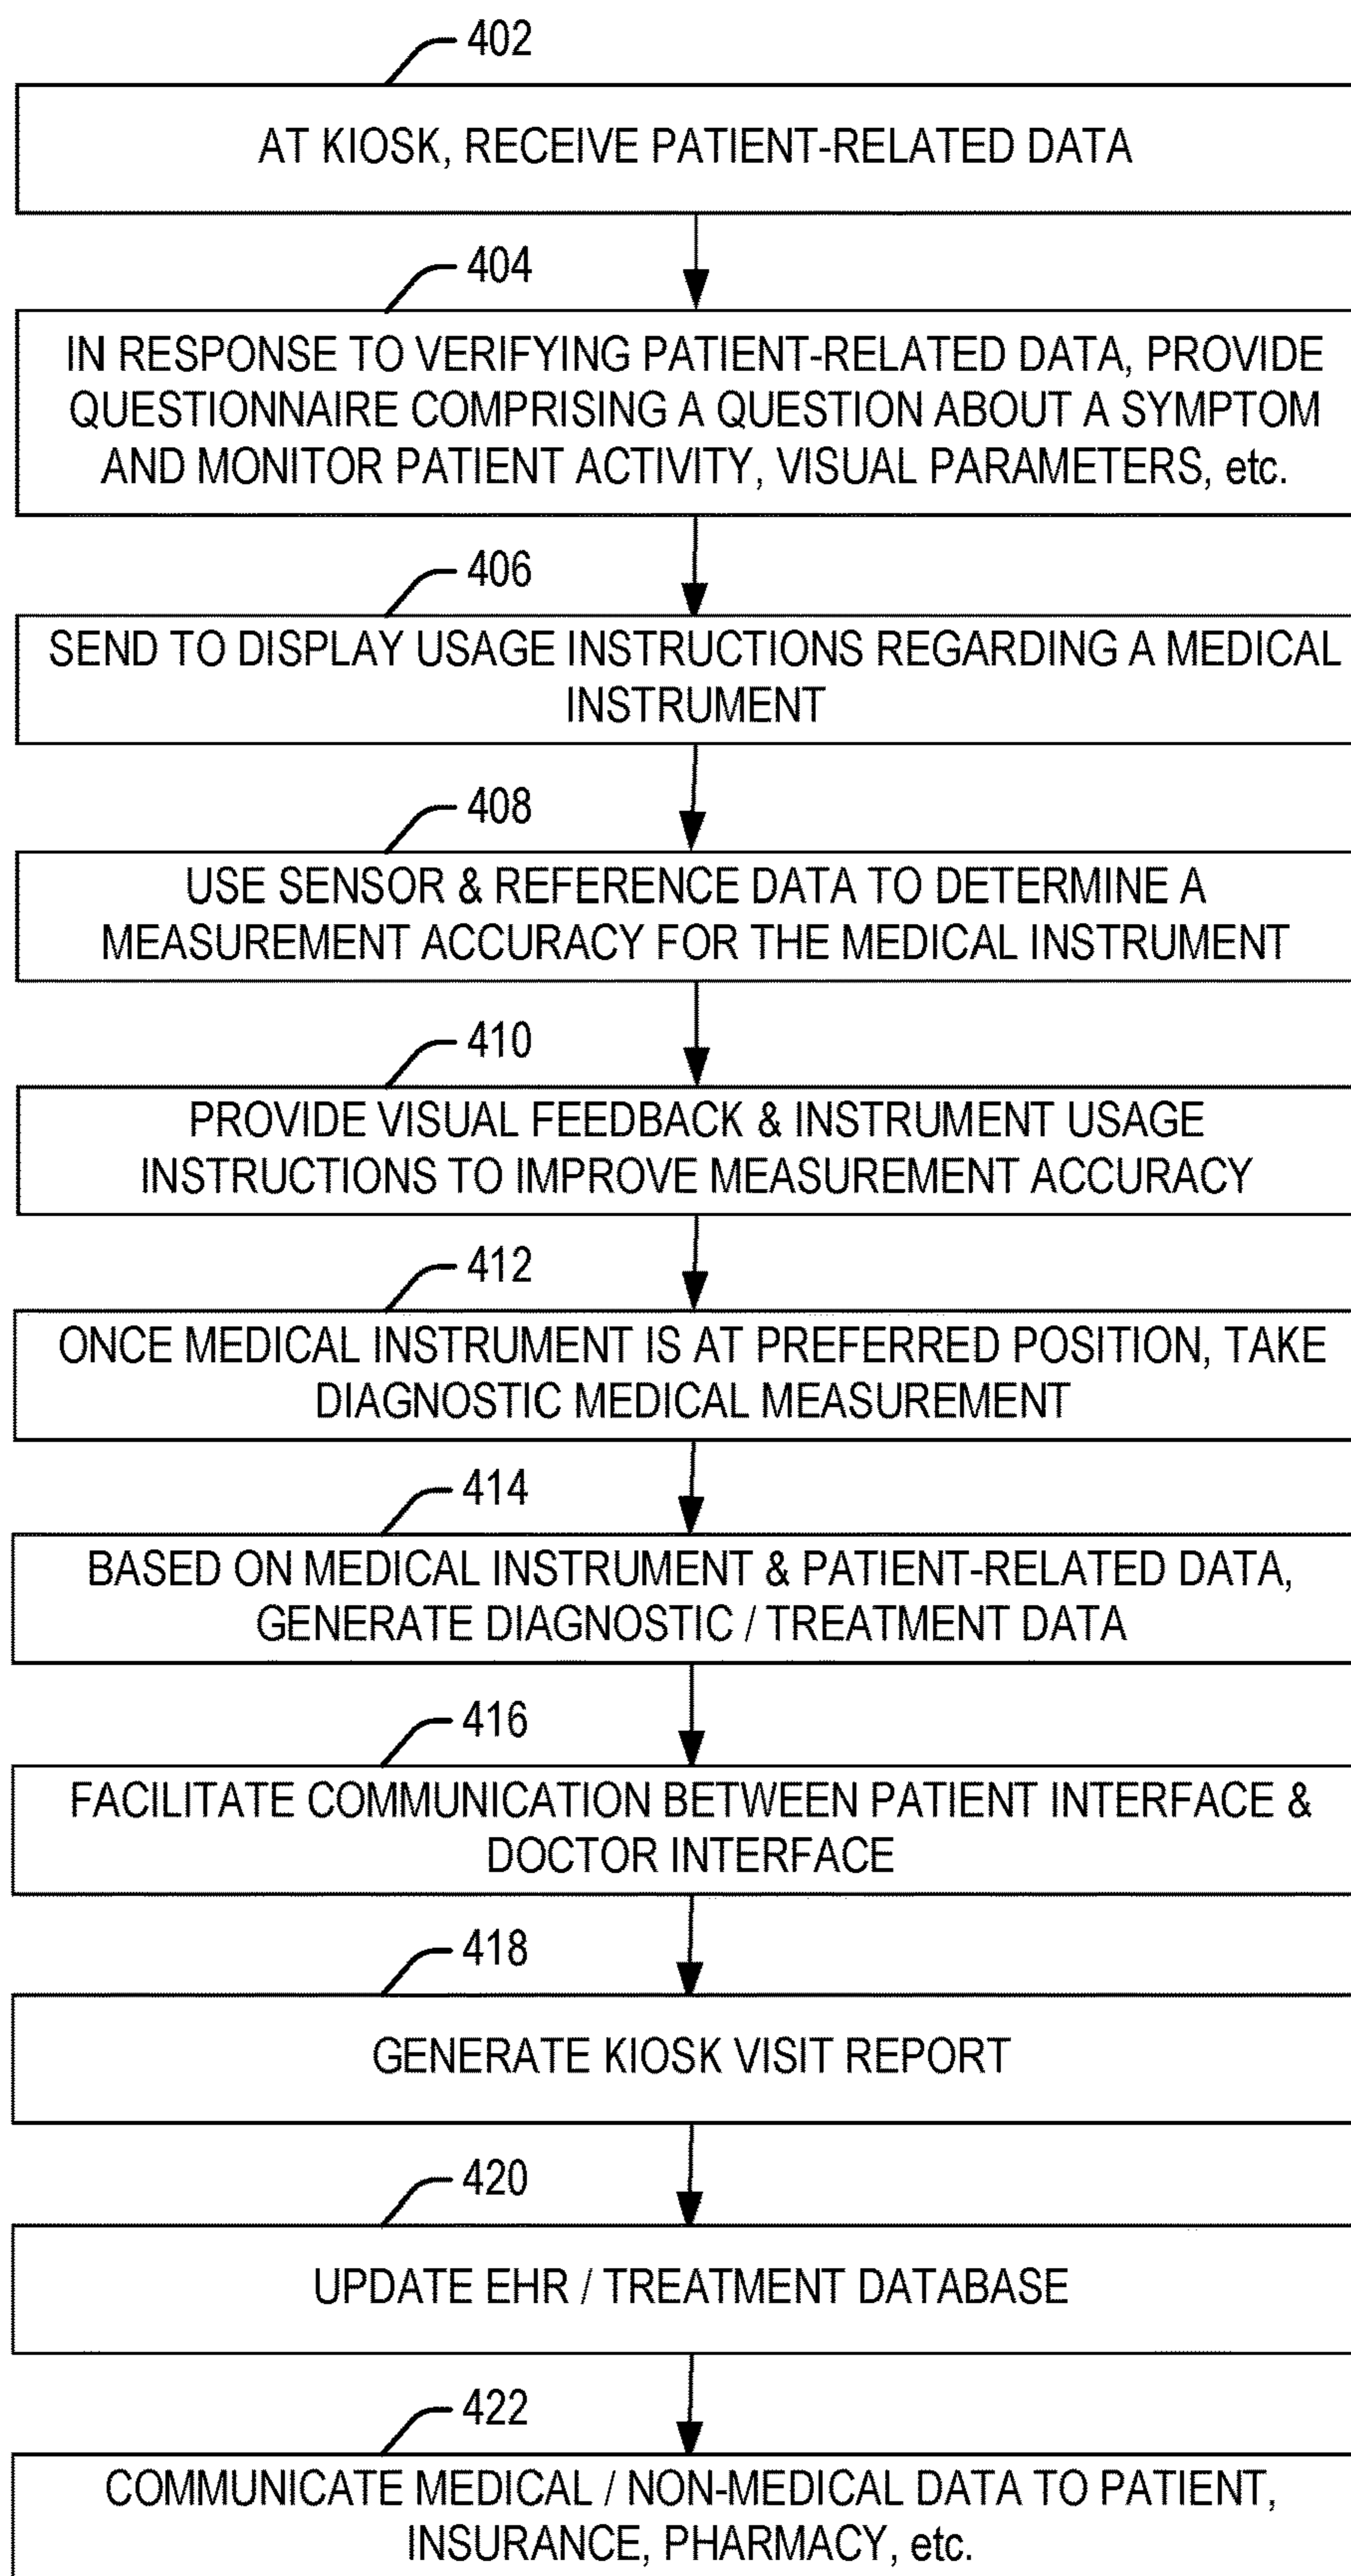 402
AT KIOSK, RECEIVE PATIENT-RELATED DATA
404
IN RESPONSE TO VERIFYING PATIENT-RELATED DATA, PROVIDE
QUESTIONNAIRE COMPRISING A QUESTION ABOUT A SYMPTOM
AND MONITOR PATIENT ACTIVITY, VISUAL PARAMETERS, etc.
406
SEND TO DISPLAY USAGE INSTRUCTIONS REGARDING A MEDICAL
INSTRUMENT
408
USE SENSOR & REFERENCE DATA TO DETERMINE A
MEASUREMENT ACCURACY FOR THE MEDICAL INSTRUMENT
410
PROVIDE VISUAL FEEDBACK & INSTRUMENT USAGE
INSTRUCTIONS TO IMPROVE MEASUREMENT ACCURACY
412
ONCE MEDICAL INSTRUMENT IS AT PREFERRED POSITION, TAKE
DIAGNOSTIC MEDICAL MEASUREMENT
414
BASED ON MEDICAL INSTRUMENT & PATIENT-RELATED DATA,
GENERATE DIAGNOSTIC / TREATMENT DATA
416
FACILITATE COMMUNICATION BETWEEN PATIENT INTERFACE &
DOCTOR INTERFACE
418
GENERATE KIOSK VISIT REPORT
420
UPDATE EHR / TREATMENT DATABASE
422
COMMUNICATE MEDICAL / NON-MEDICAL DATA TO PATIENT,
INSURANCE, PHARMACY, etc.